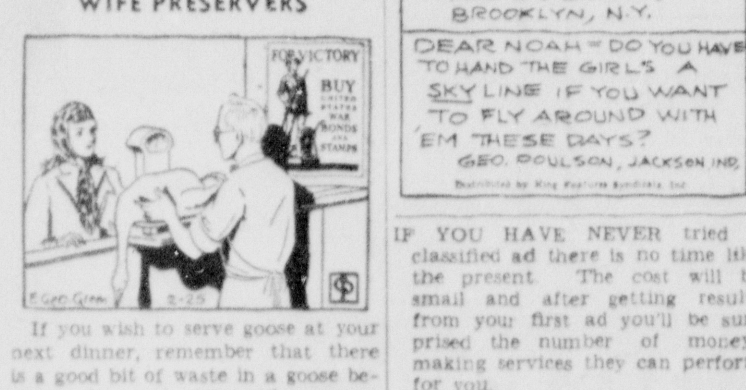 WIFE PRESERVERS
FOR VICTORY
BUY
UNITED
STATES
WAR
BONDS
AND
STAMPS
2-25
If you wish to serve goose at your
next dinner, remember that there
is a good bit of waste in a goose be-
BROOKLYN, N.Y.
DEAR NOAH = DO YOU HAVE
TO HAND THE GIRL'S A
SKY LINE IF YOU WANT
TO FLY AROUND WITH
'EM THESE DAYS?
GEO. POULSON, JACKSON IND,
Distributed by King Features Syndicate, Inc.
IF YOU HAVE NEVER tried
classified ad there is no time lik
the present. The cost will b
small and after getting resul
from your first ad you'll be sur
prised the number of money
making services they can perfor
for you.